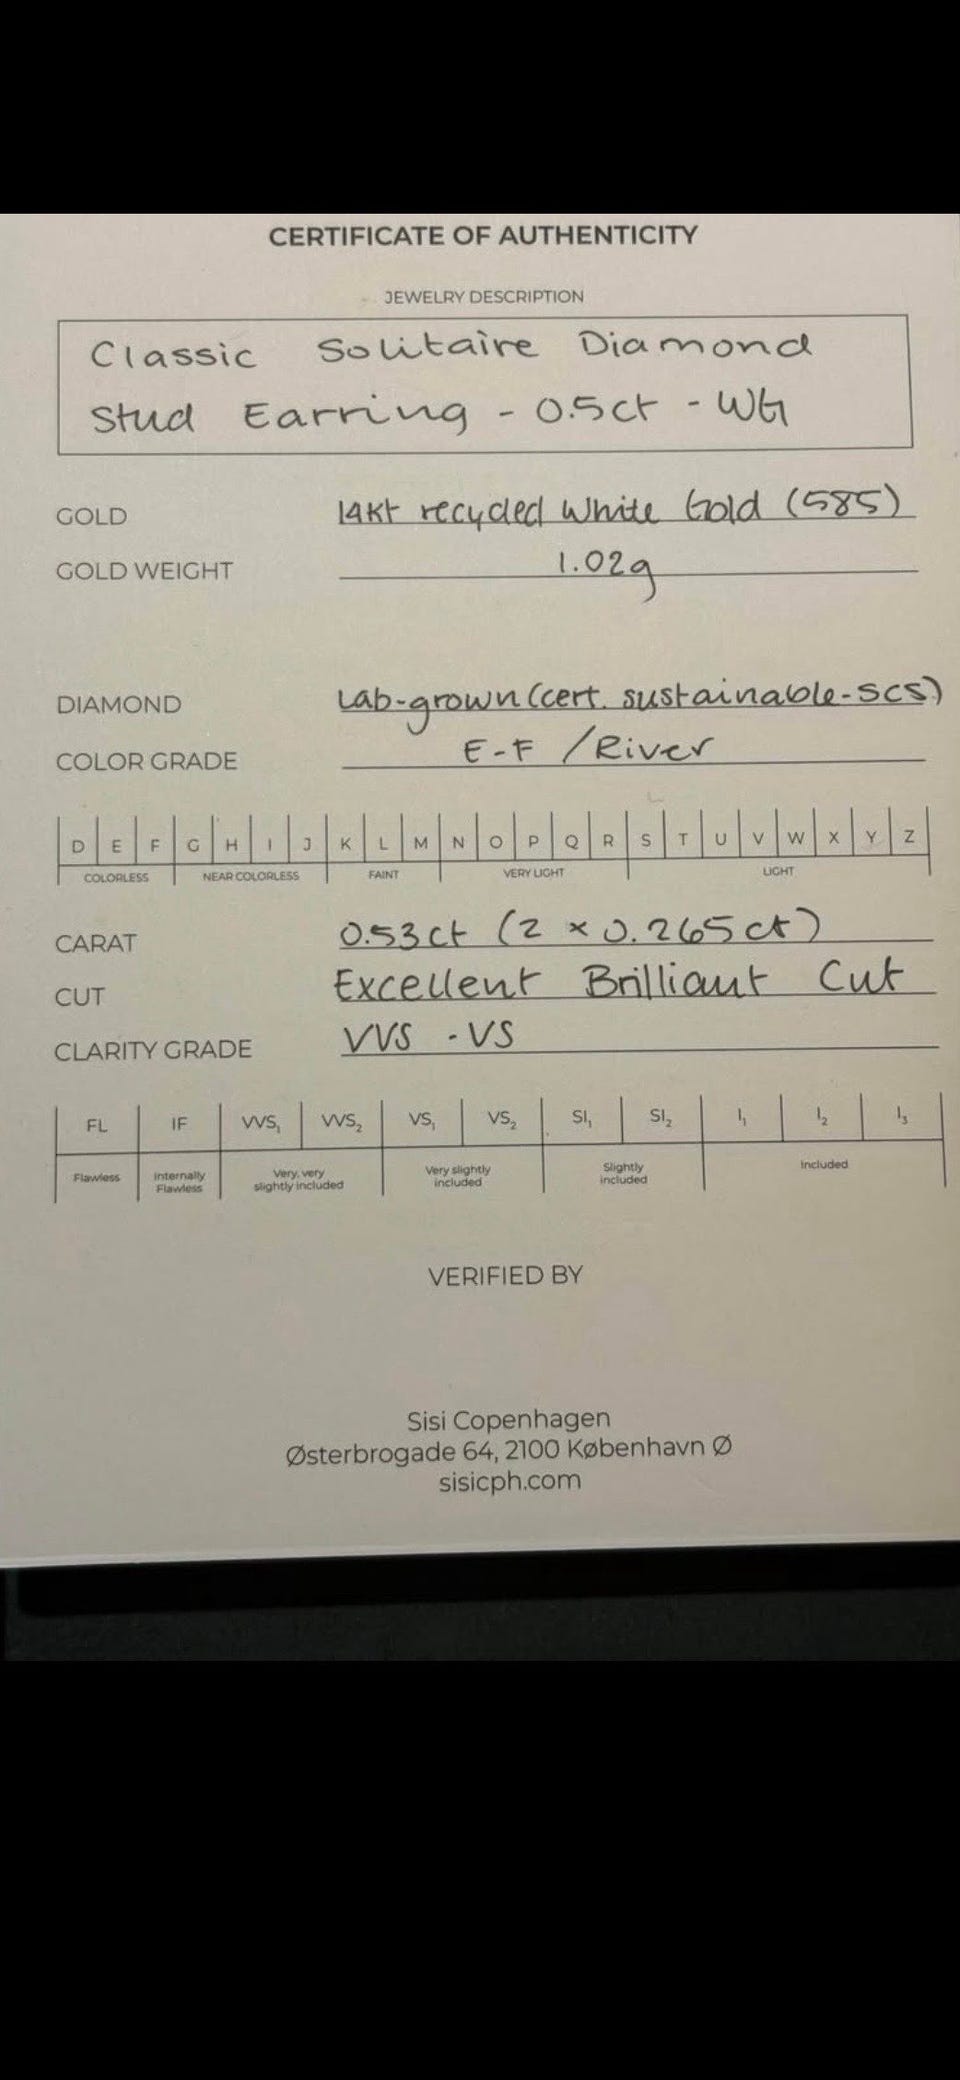 CERTIFICATE OF AUTHENTICITY
JEWELRY DESCRIPTION
Classic Solitaire Diamond
Stud Earring - 0.5ct - WG
GOLD 14Kt recycled White Gold (585)
GOLD WEIGHT 1.02g
DIAMOND Lab-grown (cert. sustainable-SCS)
COLOR GRADE E-F / River
D E F G H I J K L M N O P Q R S T U V W X Y Z
COLORLESS NEAR COLORLESS FAINT VERY LIGHT LIGHT
CARAT 0.53ct (2 x 0.265ct)
CUT Excellent Brilliant Cut
CLARITY GRADE VVS - VS
FL IF VVS₁ VVS₂ VS₁ VS₂ SI₁ SI₂ I₁ I₂ I₃
Flawless Internally Flawless Very, very slightly included Very slightly included Slightly included Included
VERIFIED BY
Sisi Copenhagen
Østerbrogade 64, 2100 København Ø
sisicph.com